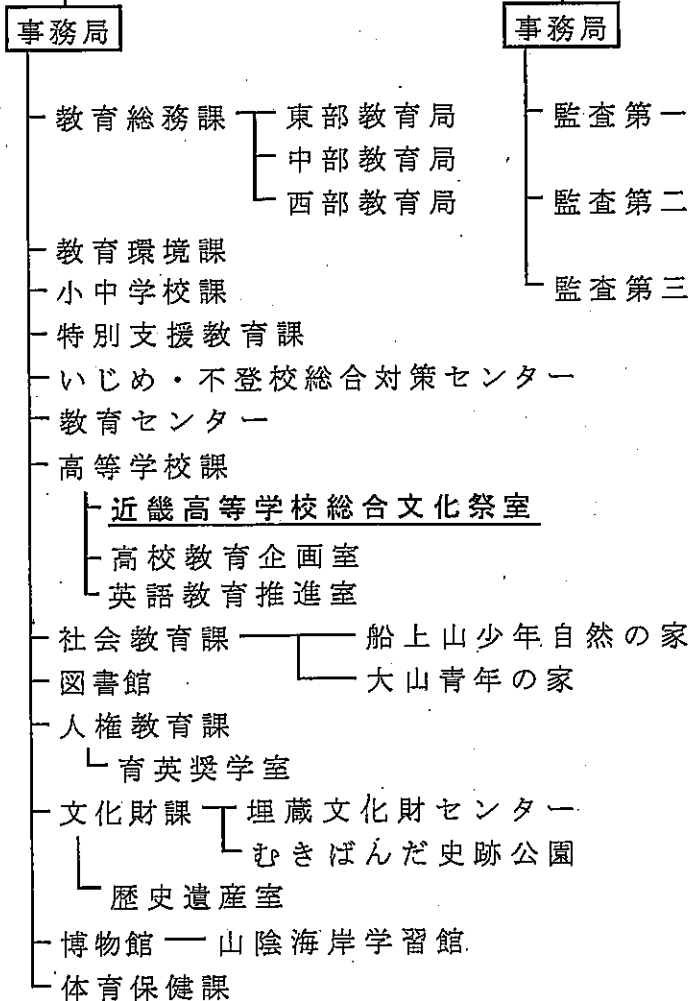 事務局
教育総務課
東部教育局
中部教育局
西部教育局
教育環境課
小中学校課
特別支援教育課
いじめ・不登校総合対策センター
教育センター
高等学校課
近畿高等学校総合文化祭室
高校教育企画室
英語教育推進室
社会教育課
船上山少年自然の家
大山青年の家
図書館
人権教育課
育英奨学室
文化財課
埋蔵文化財センター
むきばんだ史跡公園
歴史遺産室
博物館
山陰海岸学習館
体育保健課
事務局
監査第一
監査第二
監査第三